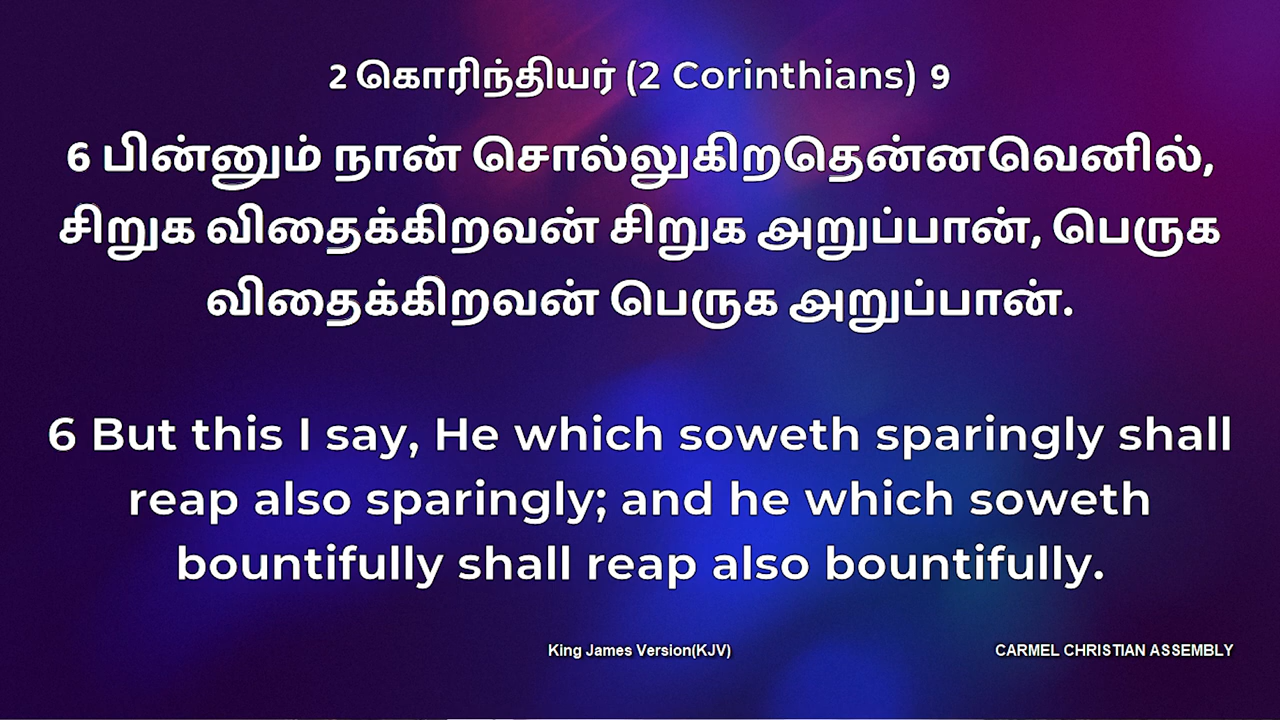 2 கொரிந்தியர் (2 Corinthians) 9
6 பின்னும் நான் சொல்லுகிறதென்னவெனில்,
சிறுக விதைக்கிறவன் சிறுக அறுப்பான், பெருக
விதைக்கிறவன் பெருக அறுப்பான்.
6 But this I say, He which soweth sparingly shall
reap also sparingly; and he which soweth
bountifully shall reap also bountifully.
King James Version(KJV)
CARMEL CHRISTIAN ASSEMBLY